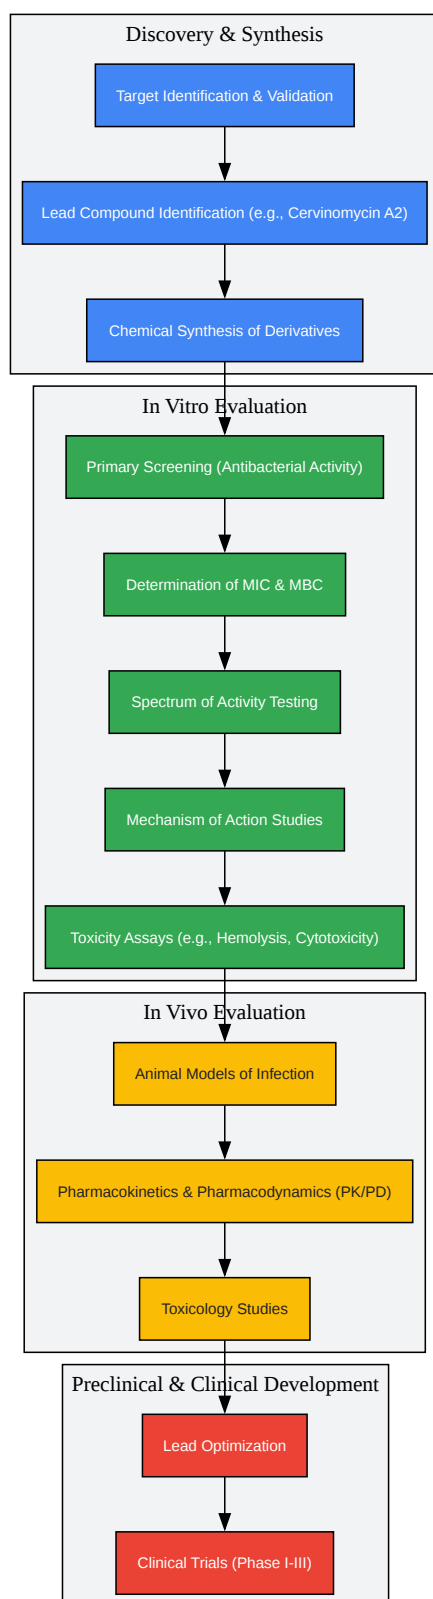 Discovery & Synthesis
Target Identification & Validation
Lead Compound Identification (e.g., Cervinomycin A2)
Chemical Synthesis of Derivatives
In Vitro Evaluation
Primary Screening (Antibacterial Activity)
Determination of MIC & MBC
Spectrum of Activity Testing
Mechanism of Action Studies
Toxicity Assays (e.g., Hemolysis, Cytotoxicity)
In Vivo Evaluation
Animal Models of Infection
Pharmacokinetics & Pharmacodynamics (PK/PD)
Toxicology Studies
Preclinical & Clinical Development
Lead Optimization
Clinical Trials (Phase I-III)